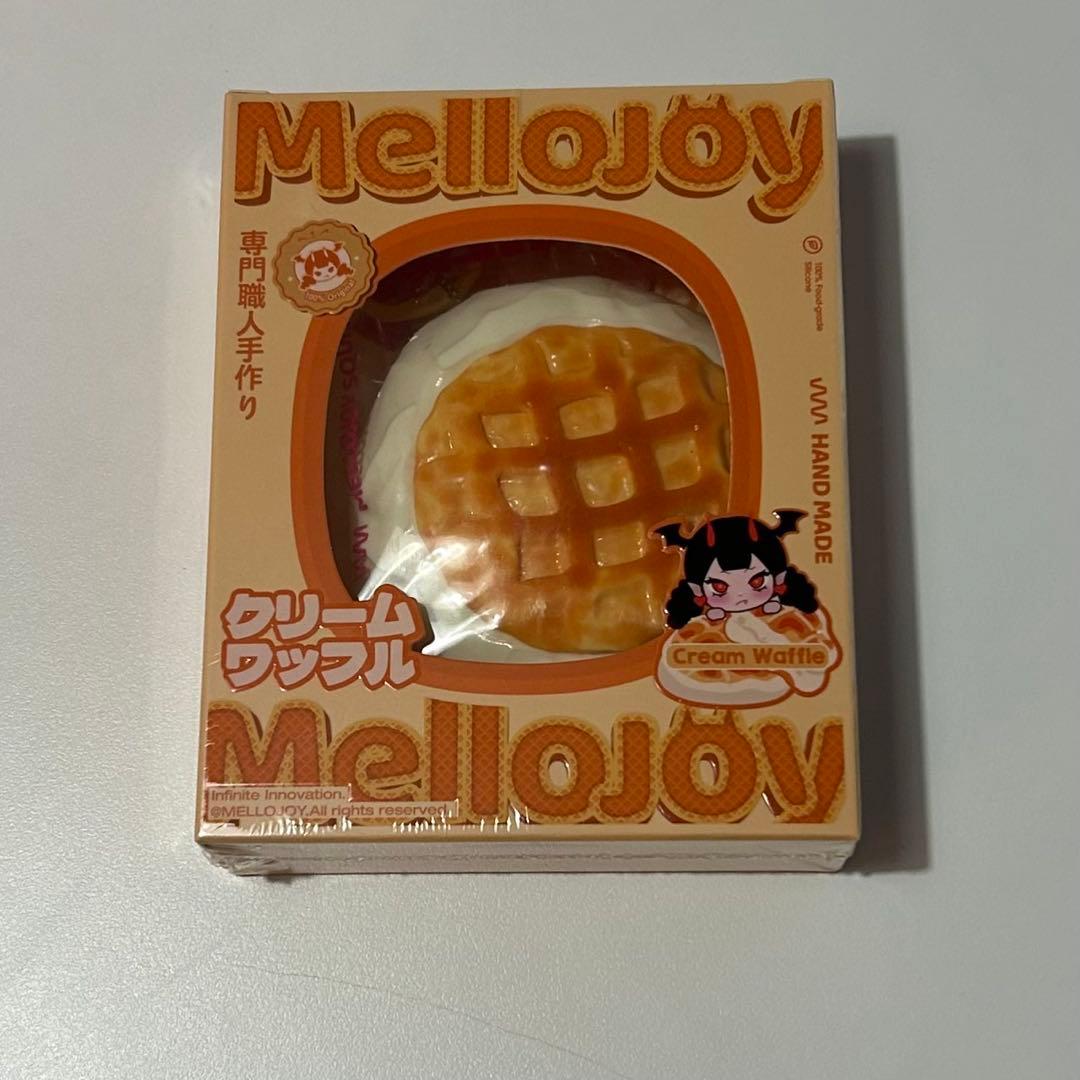 Mellojoy
専門職人手作り
100% Original
100% Food-grade
Silicone
HAND MADE
クリーム
ワッフル
Cream Waffle
Mellojoy
Infinite Innovation.
@MELLOJOY.All rights reserved.